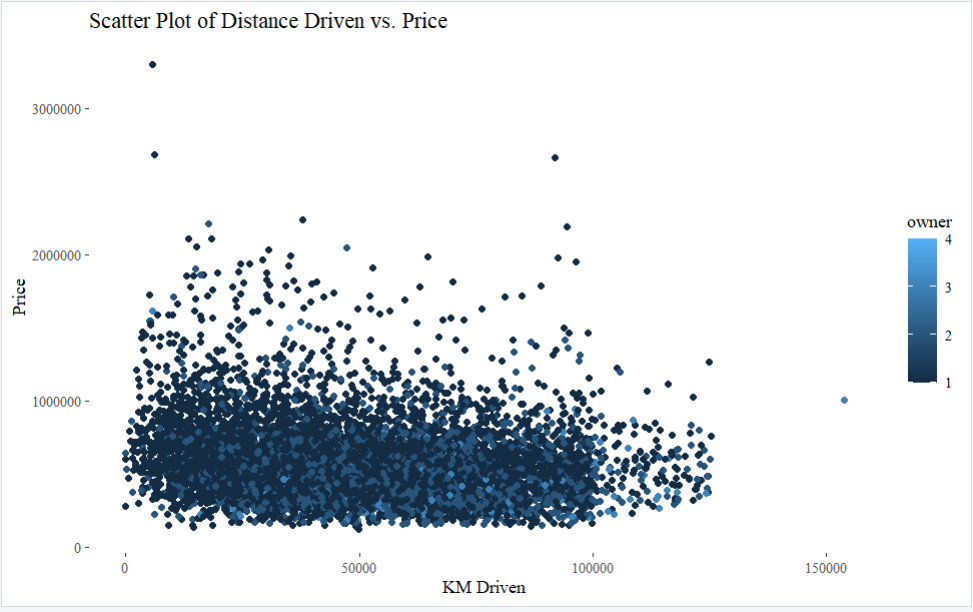 Scatter Plot of Distance Driven vs. Price
3000000
2000000
1000000
0
Price
0 50000 100000 150000
KM Driven
owner
4
3
2
1